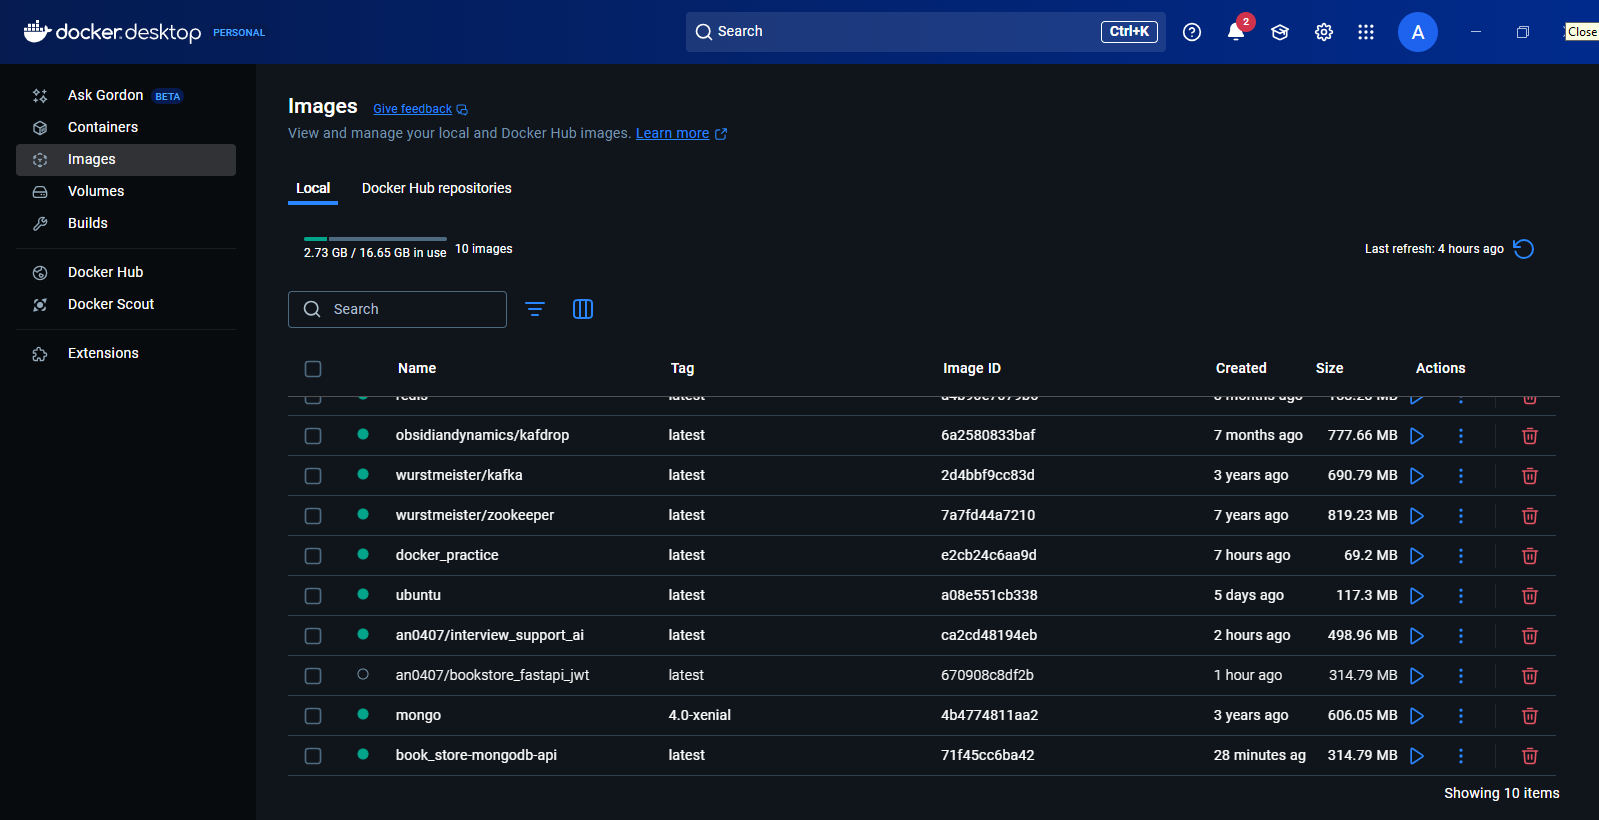 docker.desktop PERSONAL
Search Ctrl+K 2 A Close
Ask Gordon BETA
Containers
Images
Volumes
Builds
Docker Hub
Docker Scout
Extensions
Images Give feedback
View and manage your local and Docker Hub images. Learn more
Local Docker Hub repositories
2.73 GB / 16.65 GB in use 10 images Last refresh: 4 hours ago
Search
Name Tag Image ID Created Size Actions
redis latest months ago MB
obsidiandynamics/kafdrop latest 6a2580833baf 7 months ago 777.66 MB
wurstmeister/kafka latest 2d4bbf9cc83d 3 years ago 690.79 MB
wurstmeister/zookeeper latest 7a7fd44a7210 7 years ago 819.23 MB
docker_practice latest e2cb24c6aa9d 7 hours ago 69.2 MB
ubuntu latest a08e551cb338 5 days ago 117.3 MB
an0407/interview_support_ai latest ca2cd48194eb 2 hours ago 498.96 MB
an0407/bookstore_fastapi_jwt latest 670908c8df2b 1 hour ago 314.79 MB
mongo 4.0-xenial 4b4774811aa2 3 years ago 606.05 MB
book_store-mongodb-api latest 71f45cc6ba42 28 minutes ag 314.79 MB
Showing 10 items